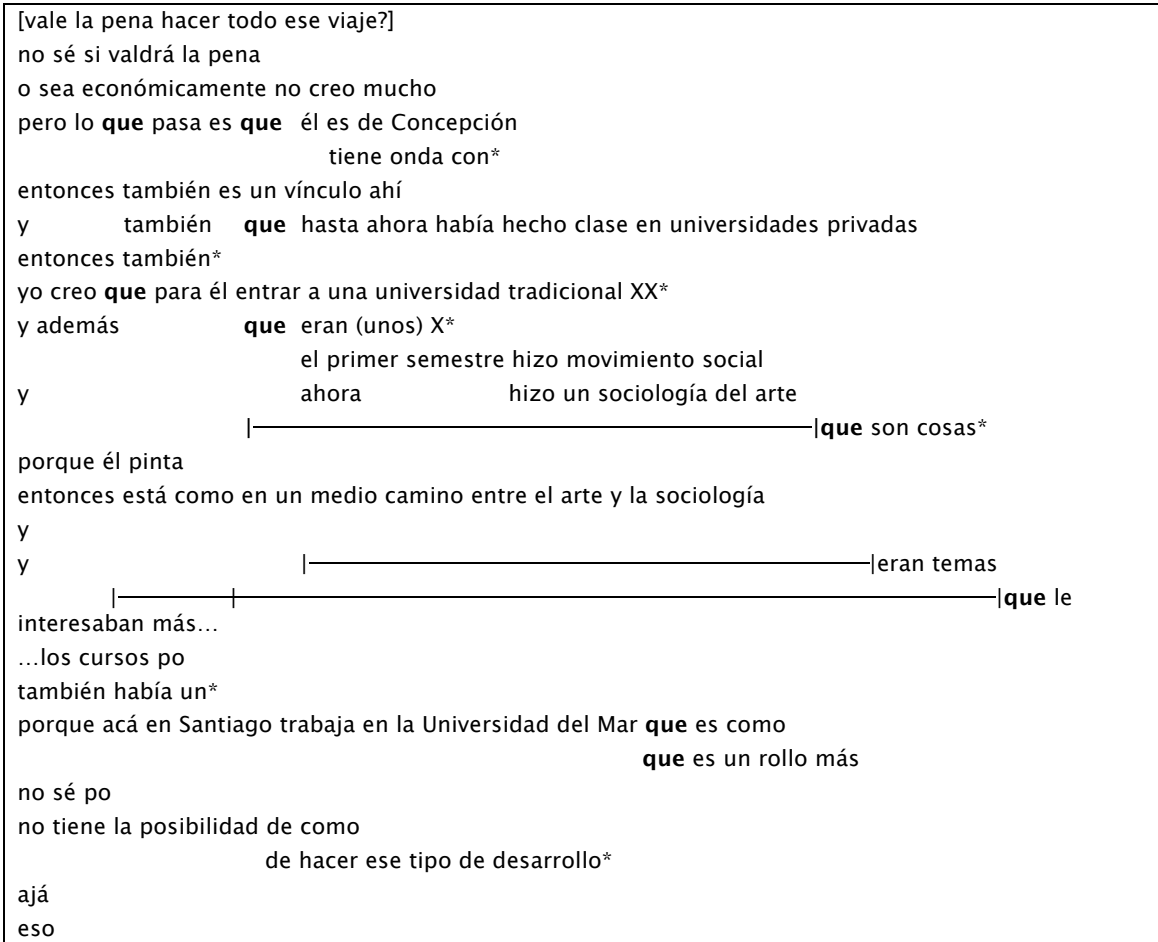 [vale la pena hacer todo ese viaje?]
no sé si valdrá la pena
o sea económicamente no creo mucho
pero lo que pasa es que él es de Concepción
tiene onda con*
entonces también es un vínculo ahí
y también que hasta ahora había hecho clase en universidades privadas
entonces también*
yo creo que para él entrar a una universidad tradicional XX*
y además que eran (unos) X*
el primer semestre hizo movimiento social
y ahora hizo un sociología del arte
que son cosas*
porque él pinta
entonces está como en un medio camino entre el arte y la sociología
y
y eran temas
que le
interesaban más…
…los cursos po
también había un*
porque acá en Santiago trabaja en la Universidad del Mar que es como
que es un rollo más
no sé po
no tiene la posibilidad de como
de hacer ese tipo de desarrollo*
ajá
eso